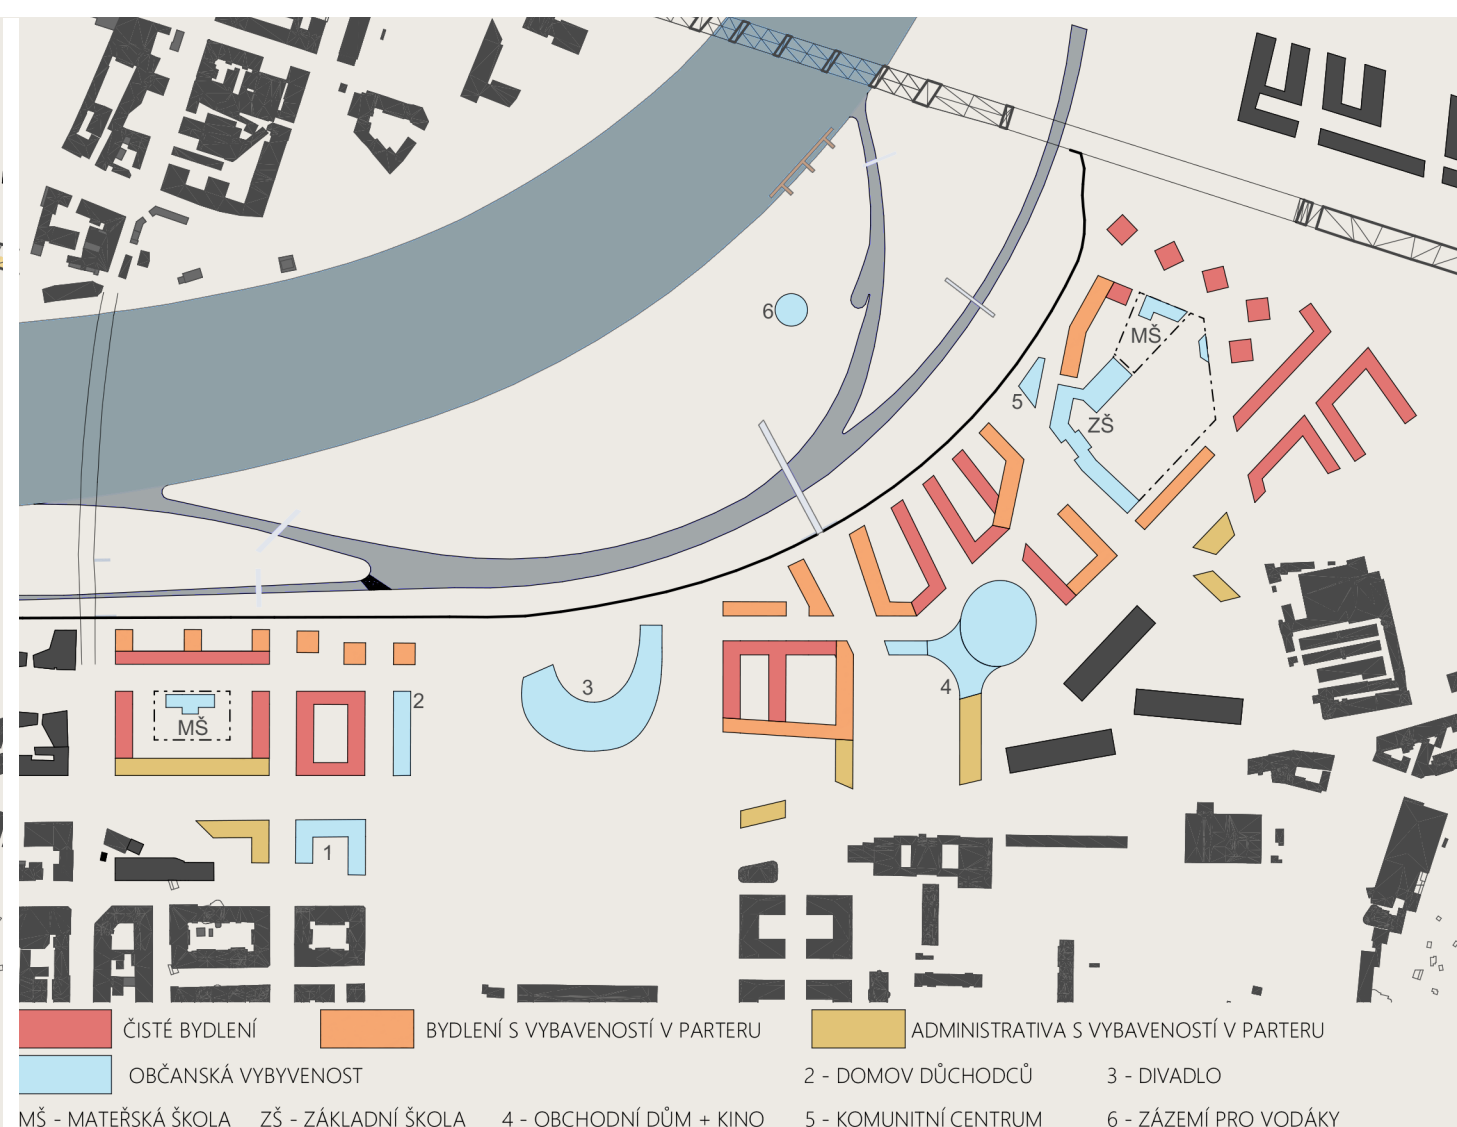 6
MŠ
5
ZŠ
2
3
4
MŠ
1
ČISTÉ BYDLENÍ BYDLENÍ S VYBAVENOSTÍ V PARTERU ADMINISTRATIVA S VYBAVENOSTÍ V PARTERU
OBČANSKÁ VYBYVENOST 2 - DOMOV DŮCHODCŮ 3 - DIVADLO
MŠ - MATEŘSKÁ ŠKOLA ZŠ - ZÁKLADNÍ ŠKOLA 4 - OBCHODNÍ DŮM + KINO 5 - KOMUNITNÍ CENTRUM 6 - ZÁZEMÍ PRO VODÁKY